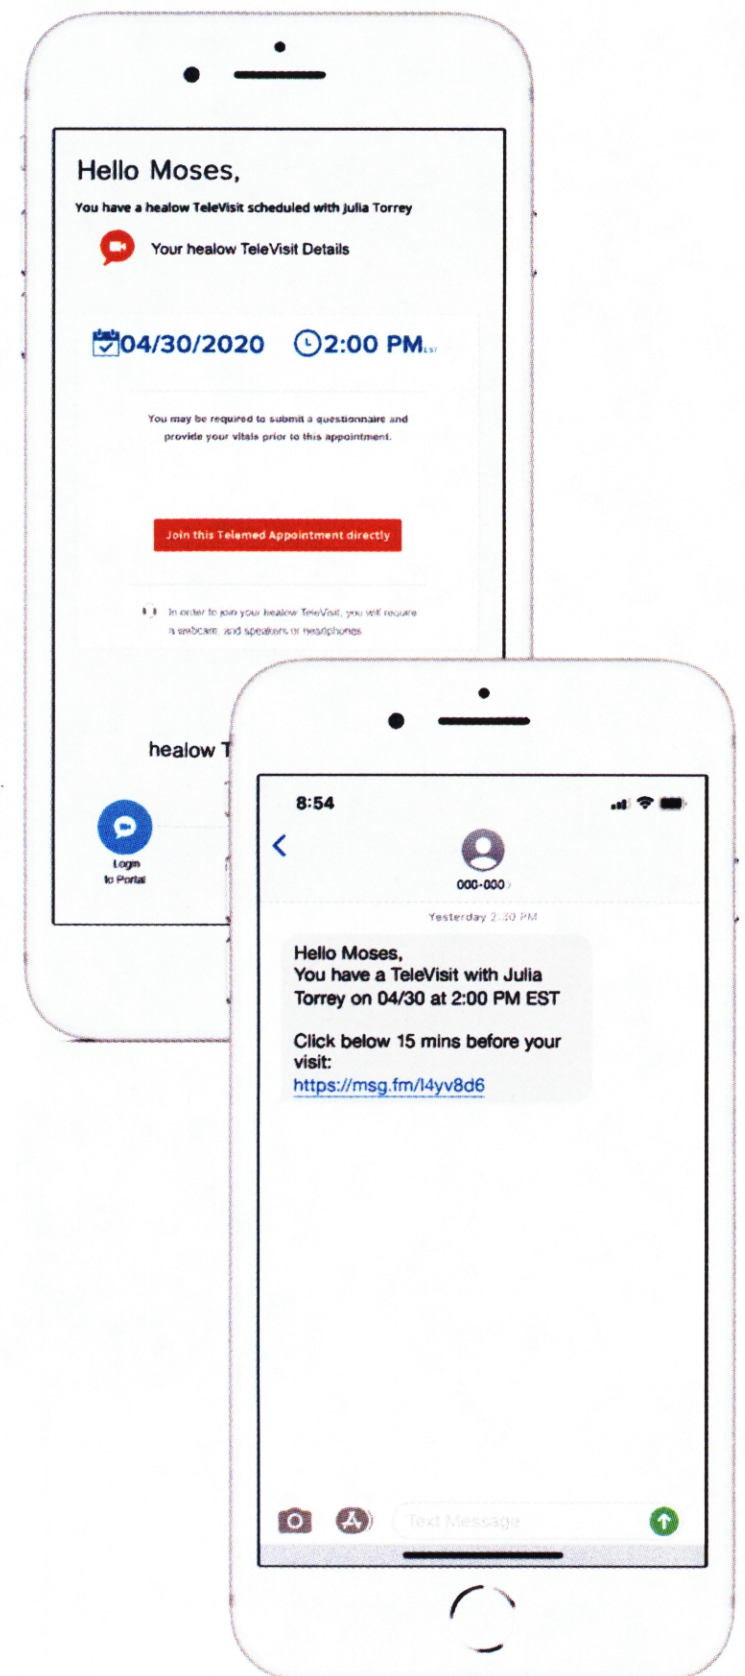 Hello Moses,
You have a healow TeleVisit scheduled with Julia Torrey
Your healow TeleVisit Details
04/30/2020
2:00 PM EST
You may be required to submit a questionnaire and
provide your vitals prior to this appointment.
Join this Telemed Appointment directly
In order to join your healow TeleVisit, you will require
a webcam, and speakers or headphones
healow T
Login
to Portal
8:54
000-000
Yesterday 2:30 PM
Hello Moses,
You have a TeleVisit with Julia
Torrey on 04/30 at 2:00 PM EST
Click below 15 mins before your
visit:
https://msg.fm/l4yv8d6
Text Message